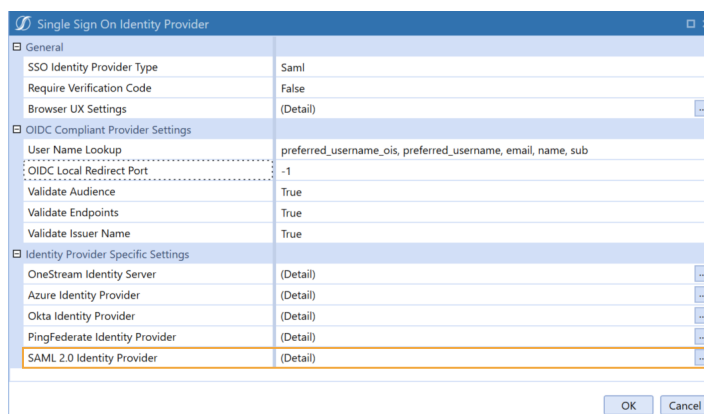 Single Sign On Identity Provider
General
SSO Identity Provider Type Saml
Require Verification Code False
Browser UX Settings (Detail) ...
OIDC Compliant Provider Settings
User Name Lookup preferred_username_ois, preferred_username, email, name, sub
OIDC Local Redirect Port -1
Validate Audience True
Validate Endpoints True
Validate Issuer Name True
Identity Provider Specific Settings
OneStream Identity Server (Detail) ...
Azure Identity Provider (Detail) ...
Okta Identity Provider (Detail) ...
PingFederate Identity Provider (Detail) ...
SAML 2.0 Identity Provider (Detail) ...
OK Cancel